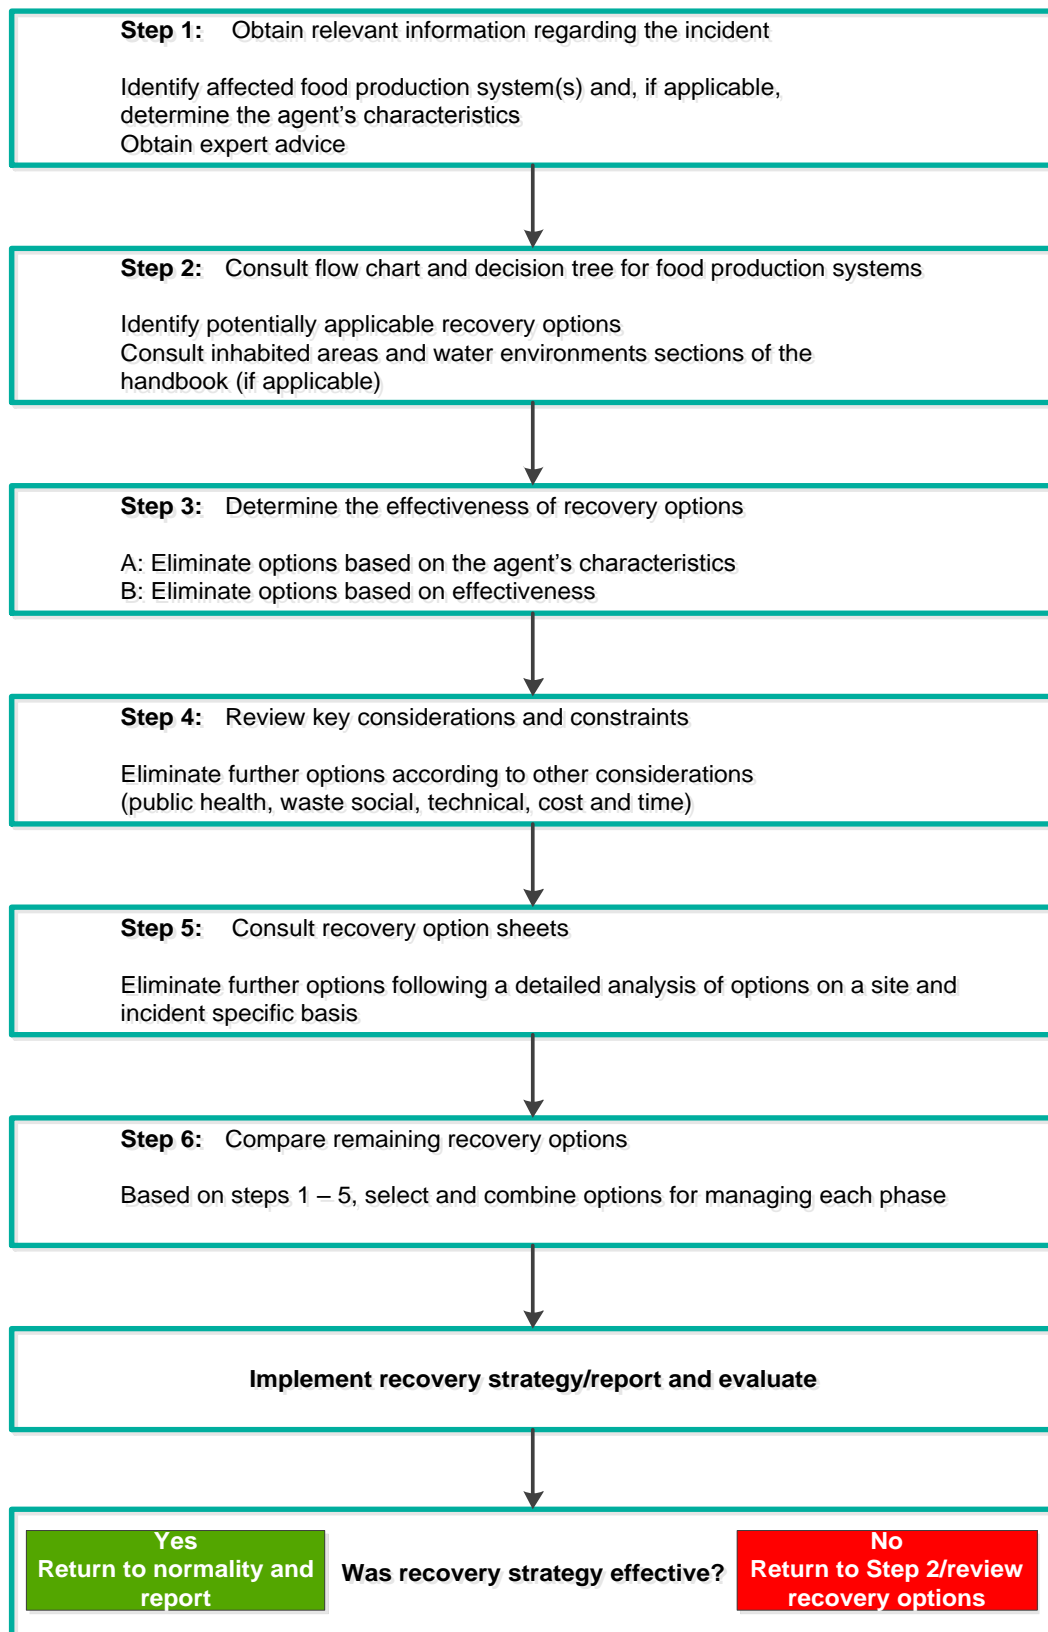 Step 1: Obtain relevant information regarding the incident
Identify affected food production system(s) and, if applicable,
determine the agent's characteristics
Obtain expert advice
Step 2: Consult flow chart and decision tree for food production systems
Identify potentially applicable recovery options
Consult inhabited areas and water environments sections of the
handbook (if applicable)
Step 3: Determine the effectiveness of recovery options
A: Eliminate options based on the agent's characteristics
B: Eliminate options based on effectiveness
Step 4: Review key considerations and constraints
Eliminate further options according to other considerations
(public health, waste social, technical, cost and time)
Step 5: Consult recovery option sheets
Eliminate further options following a detailed analysis of options on a site and
incident specific basis
Step 6: Compare remaining recovery options
Based on steps 1 – 5, select and combine options for managing each phase
Implement recovery strategy/report and evaluate
Yes
Return to normality and
report
Was recovery strategy effective?
No
Return to Step 2/review
recovery options